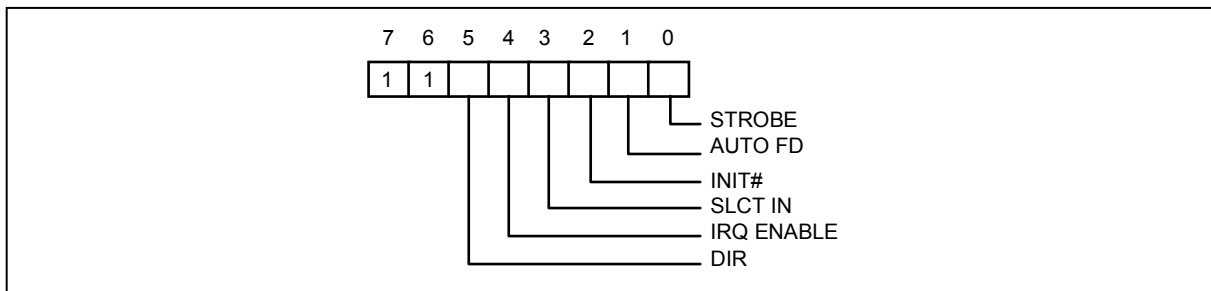 7 6 5 4 3 2 1 0
1 1
STROBE
AUTO FD
INIT#
SLCT IN
IRQ ENABLE
DIR